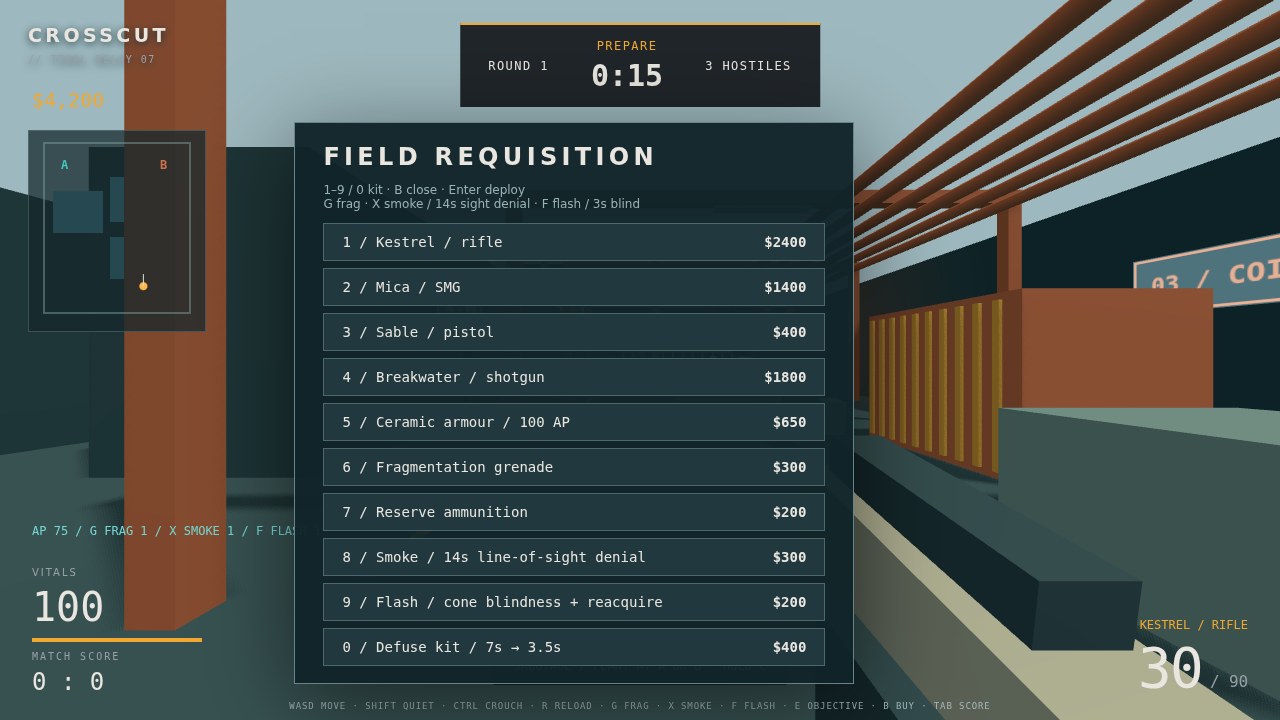 CROSSCUT
Y 07
$4,200
A B
PREPARE
ROUND 1 0:15 3 HOSTILES
FIELD REQUISITION
1–9 / 0 kit · B close · Enter deploy
G frag · X smoke / 14s sight denial · F flash / 3s blind
1 / Kestrel / rifle $2400
2 / Mica / SMG $1400
3 / Sable / pistol $400
4 / Breakwater / shotgun $1800
5 / Ceramic armour / 100 AP $650
6 / Fragmentation grenade $300
7 / Reserve ammunition $200
8 / Smoke / 14s line-of-sight denial $300
9 / Flash / cone blindness + reacquire $200
0 / Defuse kit / 7s → 3.5s $400
03 / COI
AP 75 / G FRAG 1 / X SMOKE 1 / F FLAS
VITALS
100
MATCH SCORE
0 : 0
KESTREL / RIFLE
30 / 90
WASD MOVE · SHIFT QUIET · CTRL CROUCH · R RELOAD · G FRAG · X SMOKE · F FLASH · E OBJECTIVE · B BUY · TAB SCORE